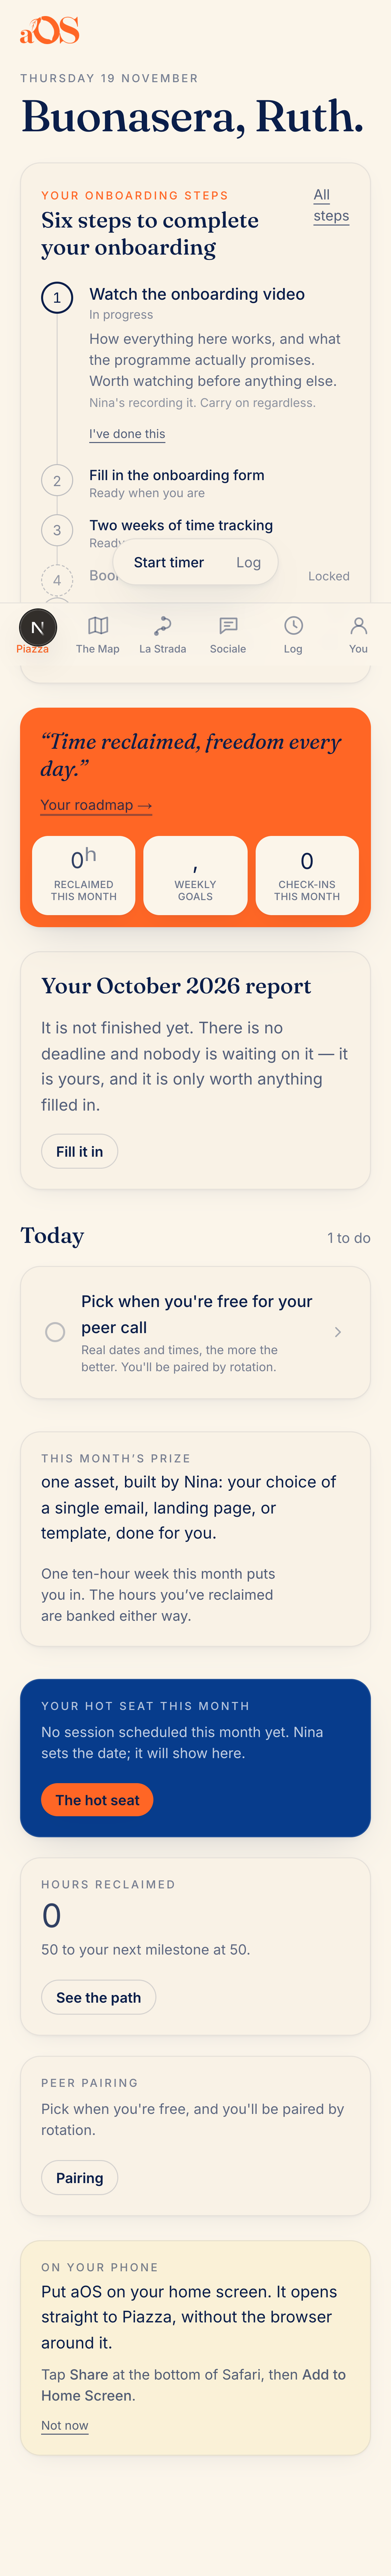 aOS
THURSDAY 19 NOVEMBER
Buonasera, Ruth.
YOUR ONBOARDING STEPS
Six steps to complete
your onboarding
All
steps
1
Watch the onboarding video
In progress
How everything here works, and what
the programme actually promises.
Worth watching before anything else.
Nina's recording it. Carry on regardless.
I've done this
2
Fill in the onboarding form
Ready when you are
3
Two weeks of time tracking
Start timer
Log
4
Locked
N
Piazza
The Map
La Strada
Sociale
Log
You
“Time reclaimed, freedom every
day.”
Your roadmap →
0h
RECLAIMED
THIS MONTH
,
WEEKLY
GOALS
0
CHECK-INS
THIS MONTH
Your October 2026 report
It is not finished yet. There is no
deadline and nobody is waiting on it — it
is yours, and it is only worth anything
filled in.
Fill it in
Today
1 to do
Pick when you're free for your
peer call
Real dates and times, the more the
better. You'll be paired by rotation.
THIS MONTH'S PRIZE
one asset, built by Nina: your choice of
a single email, landing page, or
template, done for you.
One ten-hour week this month puts
you in. The hours you’ve reclaimed
are banked either way.
YOUR HOT SEAT THIS MONTH
No session scheduled this month yet. Nina
sets the date; it will show here.
The hot seat
HOURS RECLAIMED
0
50 to your next milestone at 50.
See the path
PEER PAIRING
Pick when you're free, and you'll be paired by
rotation.
Pairing
ON YOUR PHONE
Put aOS on your home screen. It opens
straight to Piazza, without the browser
around it.
Tap Share at the bottom of Safari, then Add to
Home Screen.
Not now